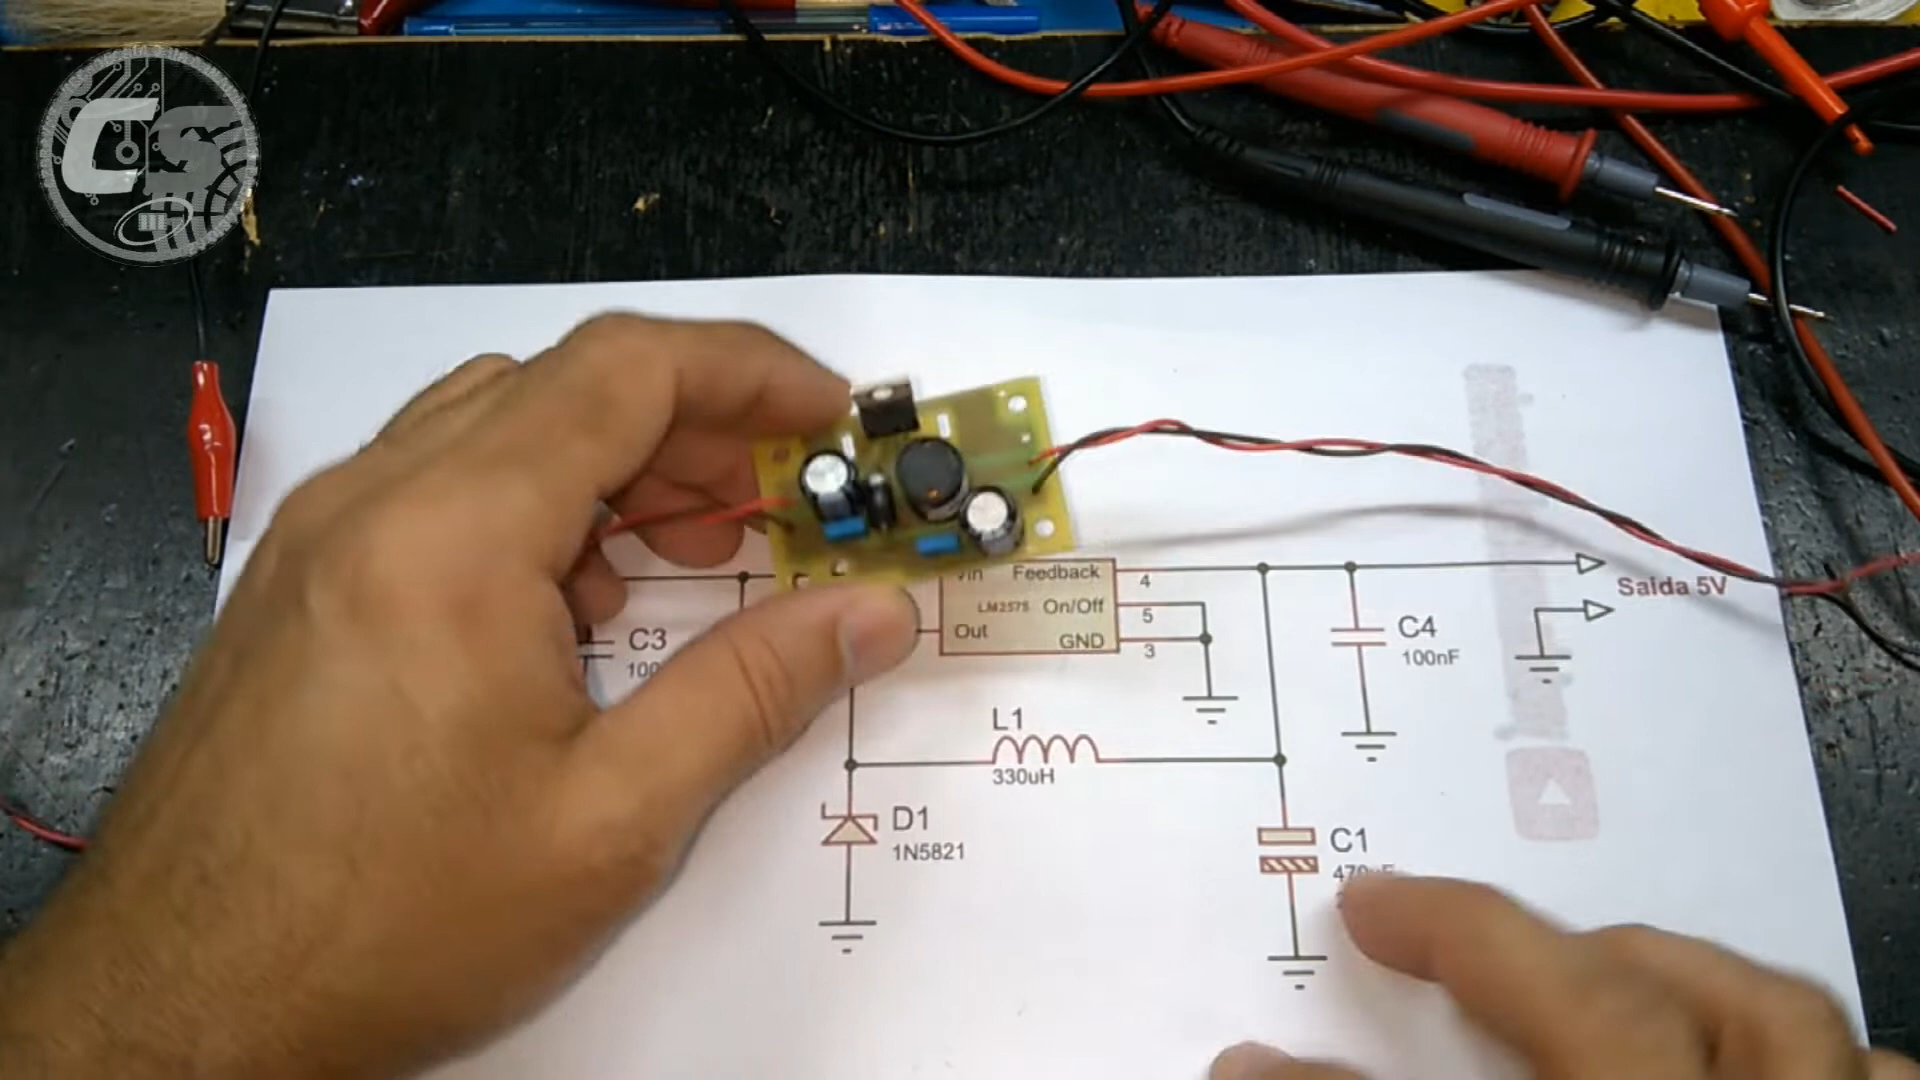 CS
Vin
Feedback
4
LM2575
On/Off
5
Out
GND
3
Saida 5V
C3
C4
100nF
L1
330uH
D1
1N5821
C1